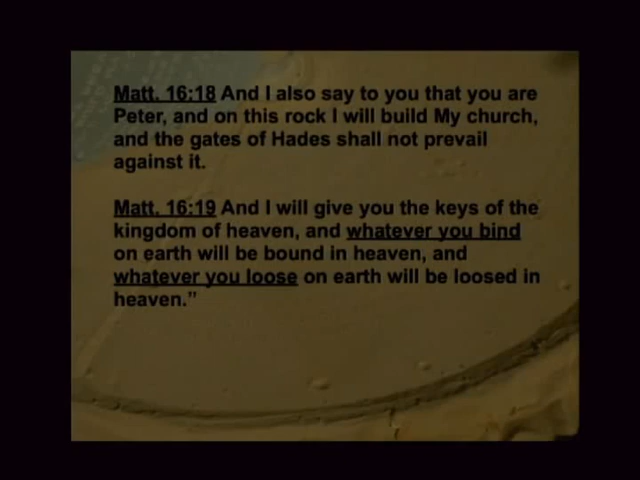 Matt. 16:18 And I also say to you that you are
Peter, and on this rock I will build My church,
and the gates of Hades shall not prevail
against it.
Matt. 16:19 And I will give you the keys of the
kingdom of heaven, and whatever you bind
on earth will be bound in heaven, and
whatever you loose on earth will be loosed in
heaven.”